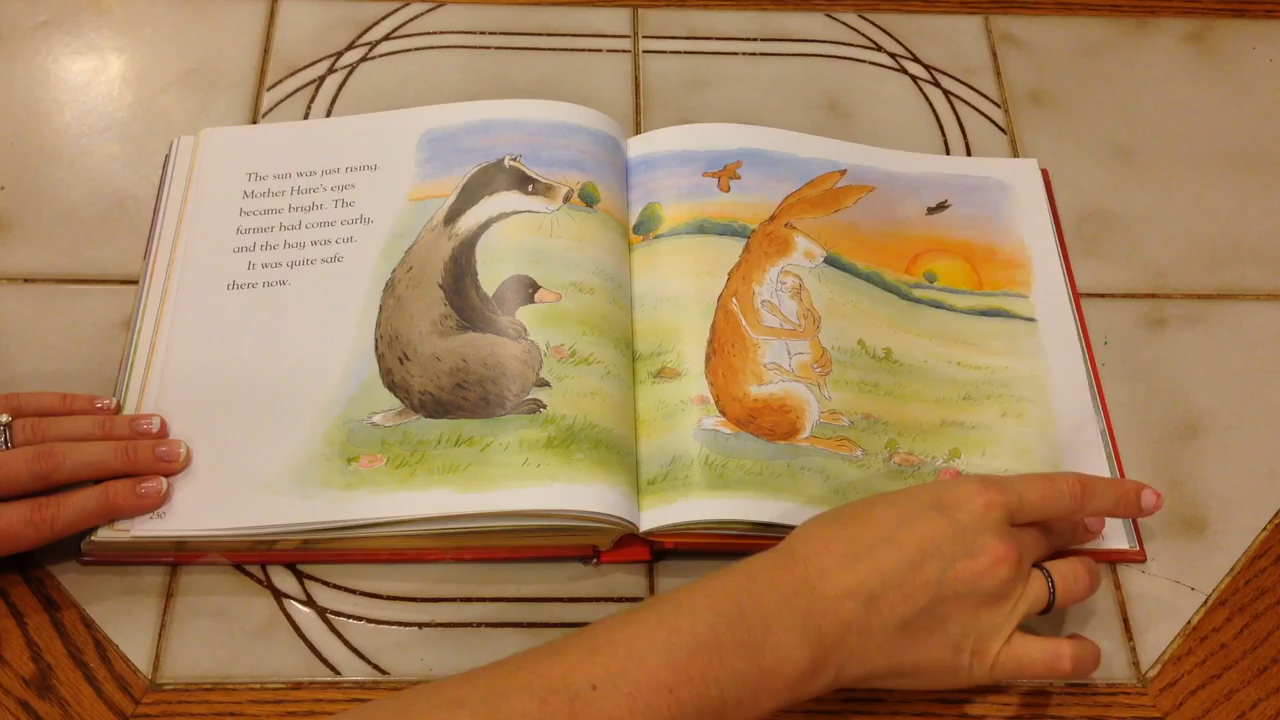 The sun was just rising.
Mother Hare's eyes
became bright. The
farmer had come early,
and the hay was cut.
It was quite safe
there now.
250